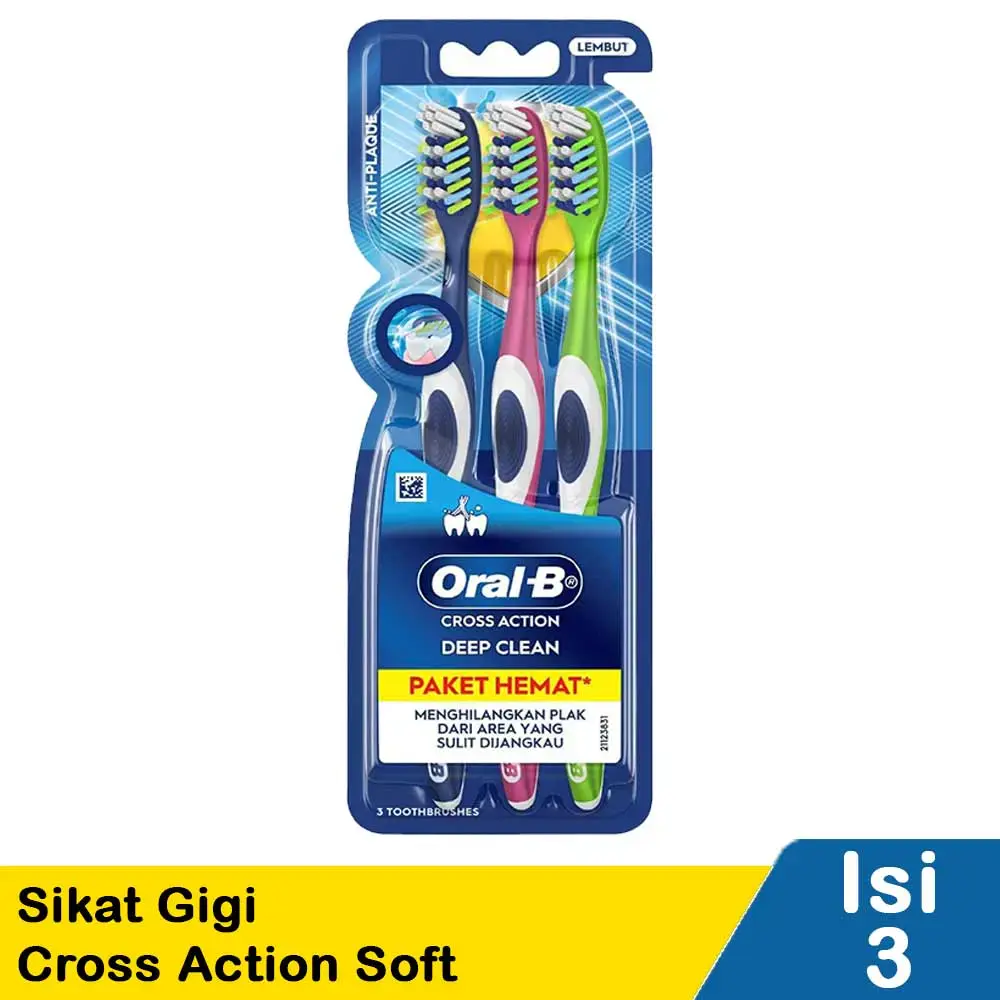 LEMBUT
ANTI-PLAQUE
Oral-B®
CROSS ACTION
DEEP CLEAN
PAKET HEMAT*
MENGHILANGKAN PLAK
DARI AREA YANG
SULIT DIJANGKAU
21123831
3 TOOTHBRUSHES
Sikat Gigi
Cross Action Soft
Isi
3